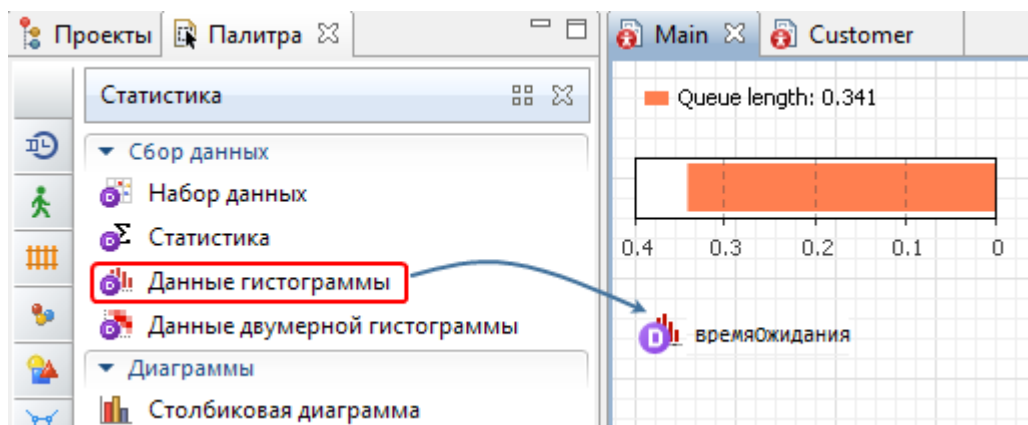 Проекты
Палитра
Main
Customer
Статистика
Сбор данных
Набор данных
Статистика
Данные гистограммы
Данные двумерной гистограммы
Диаграммы
Столбиковая диаграмма
Queue length: 0.341
0.4 0.3 0.2 0.1 0
времяОжидания